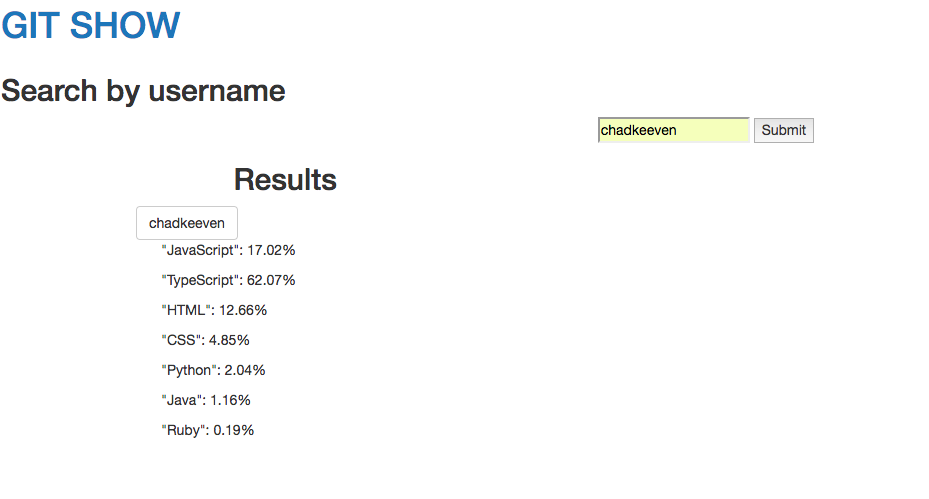 GIT SHOW
Search by username
chadkeeven Submit
Results
chadkeeven
"JavaScript": 17.02%
"TypeScript": 62.07%
"HTML": 12.66%
"CSS": 4.85%
"Python": 2.04%
"Java": 1.16%
"Ruby": 0.19%